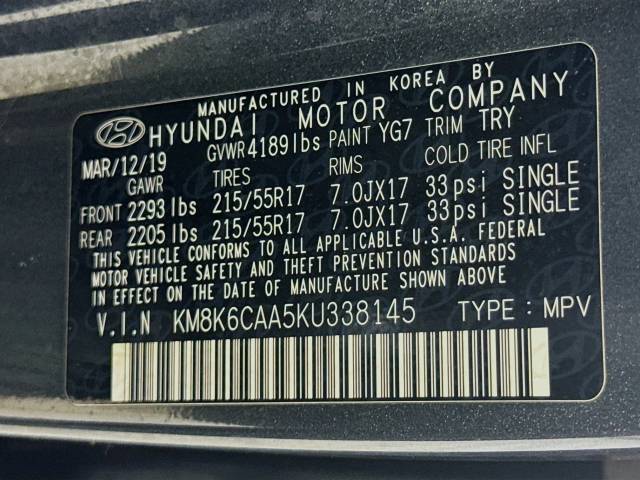 MANUFACTURED IN KOREA BY
HYUNDAI MOTOR COMPANY
MAR/12/19 GVWR 4189 lbs PAINT YG7 TRIM TRY
GAWR TIRES RIMS COLD TIRE INFL
FRONT 2293 lbs 215/55R17 7.0JX17 33 psi SINGLE
REAR 2205 lbs 215/55R17 7.0JX17 33 psi SINGLE
THIS VEHICLE CONFORMS TO ALL APPLICABLE U.S.A. FEDERAL
MOTOR VEHICLE SAFETY AND THEFT PREVENTION STANDARDS
IN EFFECT ON THE DATE OF MANUFACTURE SHOWN ABOVE
V.I.N KM8K6CAA5KU338145 TYPE : MPV